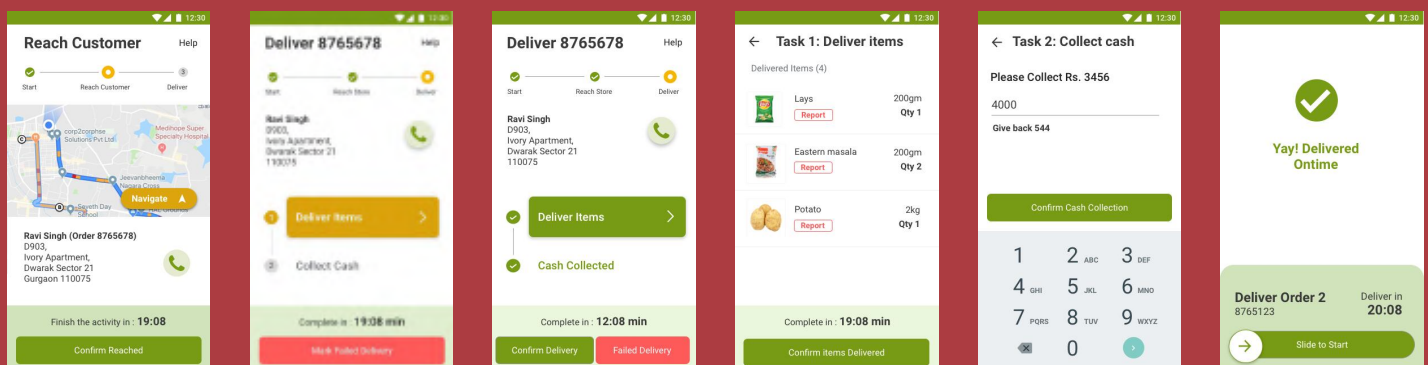 12:30
Reach Customer
Help
3
Start
Reach Customer
Deliver
corp2corphse
Solutions Pvt Ltd
Medihope Super
Specialty Hospital
Jeevanbheema
Nagara Cross
Seventh Day
School
Navigate
Ravi Singh (Order 8765678)
D903,
Ivory Apartment,
Dwarak Sector 21
Gurgaon 110075
Finish the activity in : 19:08
Confirm Reached
12:30
Deliver 8765678
Help
Start
Reach Store
Deliver
Ravi Singh
D903,
Ivory Apartment,
Dwarak Sector 21
110075
1
Deliver Items
2
Collect Cash
Complete in : 19:08 min
Mark Failed Delivery
12:30
Deliver 8765678
Help
Start
Reach Store
Deliver
Ravi Singh
D903,
Ivory Apartment,
Dwarak Sector 21
110075
Deliver Items
Cash Collected
Complete in : 12:08 min
Confirm Delivery
Failed Delivery
12:30
Task 1: Deliver items
Delivered Items (4)
Lays
200gm
Report
Qty 1
Eastern masala
200gm
Report
Qty 2
Potato
2kg
Report
Qty 1
Complete in : 19:08 min
Confirm items Delivered
12:30
Task 2: Collect cash
Please Collect Rs. 3456
4000
Give back 544
Confirm Cash Collection
1
2 ABC
3 DEF
4 GHI
5 JKL
6 MNO
7 PQRS
8 TUV
9 WXYZ
0
12:30
Yay! Delivered
Ontime
Deliver Order 2
Deliver in
8765123
20:08
Slide to Start